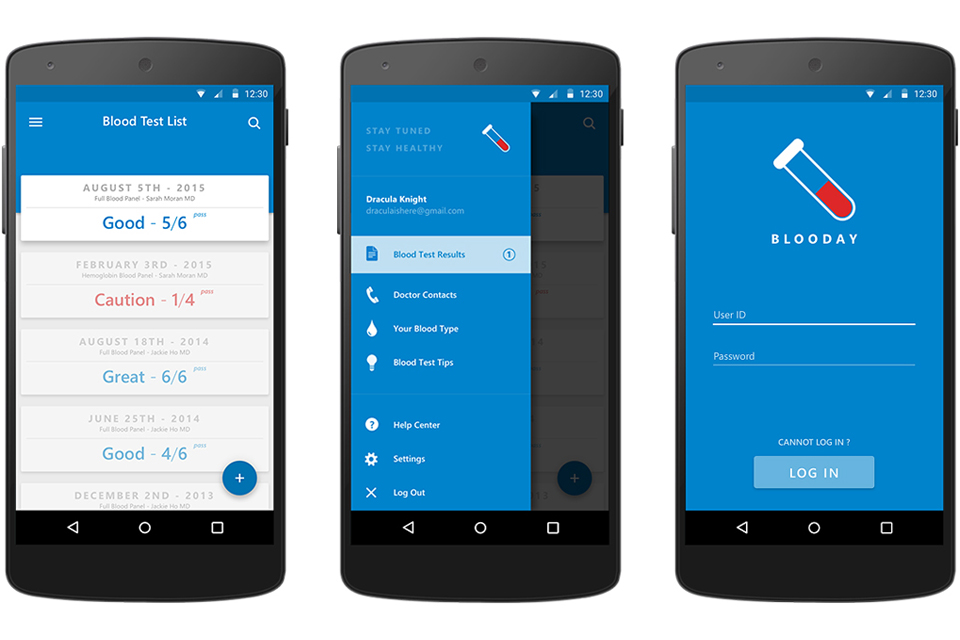 12:30
Blood Test List
AUGUST 5TH - 2015
Full Blood Panel - Sarah Moran MD
Good - 5/6 pass
FEBRUARY 3RD - 2015
Hemoglobin Blood Panel - Sarah Moran MD
Caution - 1/4 pass
AUGUST 18TH - 2014
Full Blood Panel - Jackie Ho MD
Great - 6/6 pass
JUNE 25TH - 2014
Full Blood Panel - Jackie Ho MD
Good - 4/6 pass
+
DECEMBER 2ND - 2013
Full Blood Panel - Jackie Ho MD
12:30
STAY TUNED
STAY HEALTHY
Dracula Knight
draculaishere@gmail.com
Blood Test Results 1
Doctor Contacts
Your Blood Type
Blood Test Tips
? Help Center
Settings
Log Out
+
12:30
BLOODAY
User ID
Password
CANNOT LOG IN ?
LOG IN